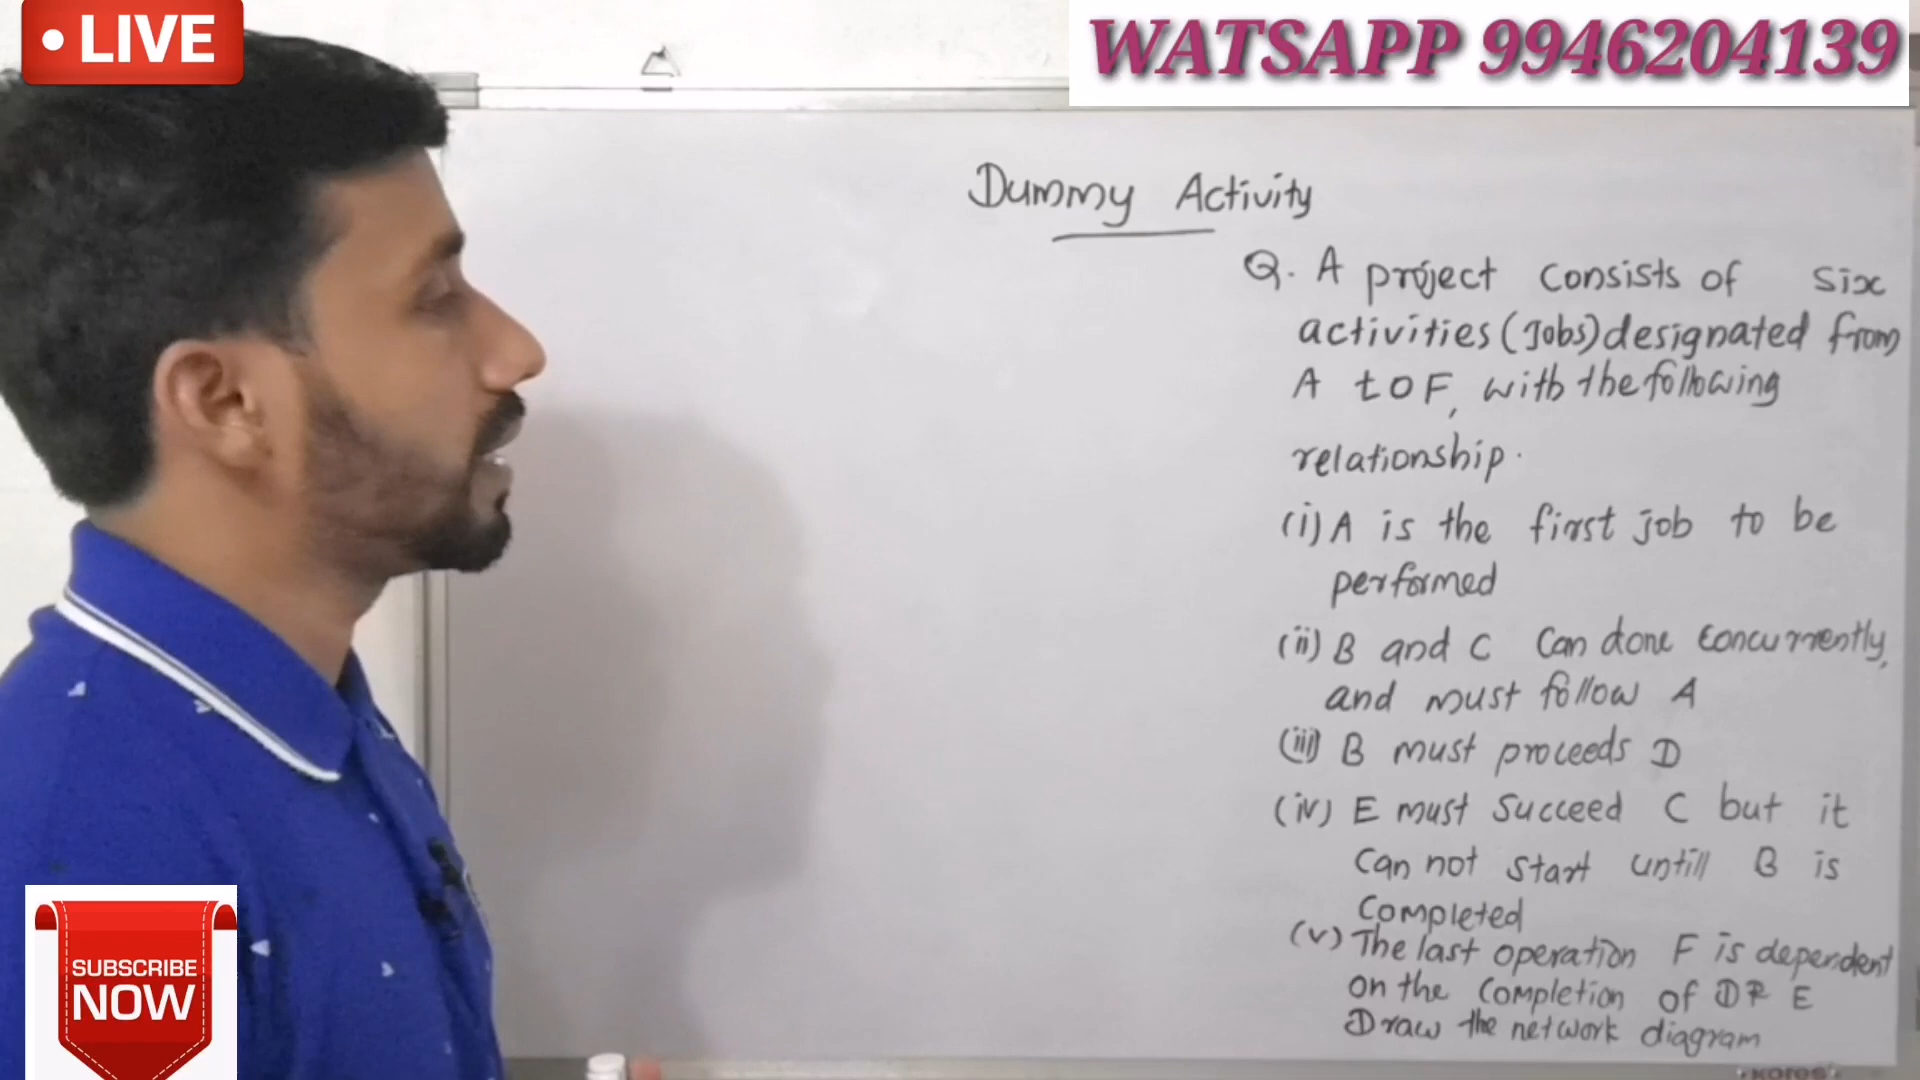 • LIVE
WATSAPP 9946204139
Dummy Activity
Q. A project consists of six
activities (Jobs) designated from
A to F, with the following
relationship.
(i) A is the first job to be
performed
(ii) B and C Can done concurrently,
and must follow A
(iii) B must proceeds D
(iv) E must Succeed C but it
Can not start untill B is
Completed
(v) The last operation F is dependent
on the completion of D & E
Draw the network diagram
SUBSCRIBE
NOW